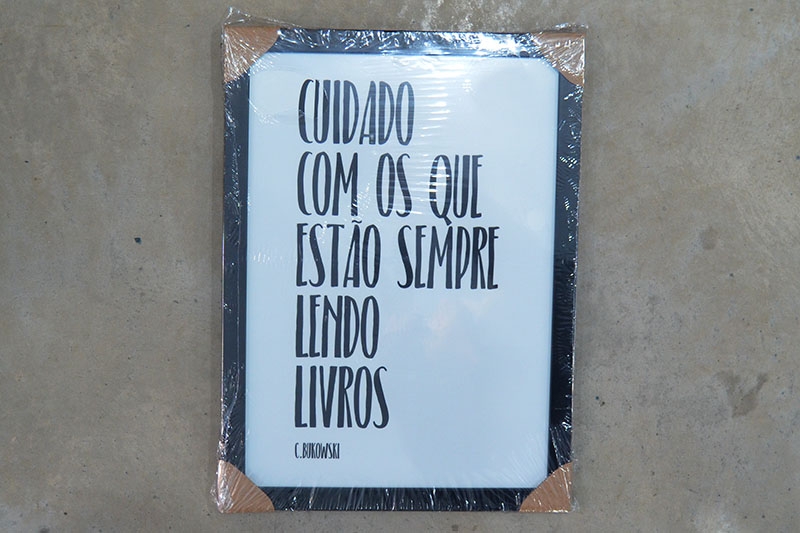 CUIDADO
COM OS QUE
ESTÃO SEMPRE
LENDO
LIVROS
C.BUKOWSKI